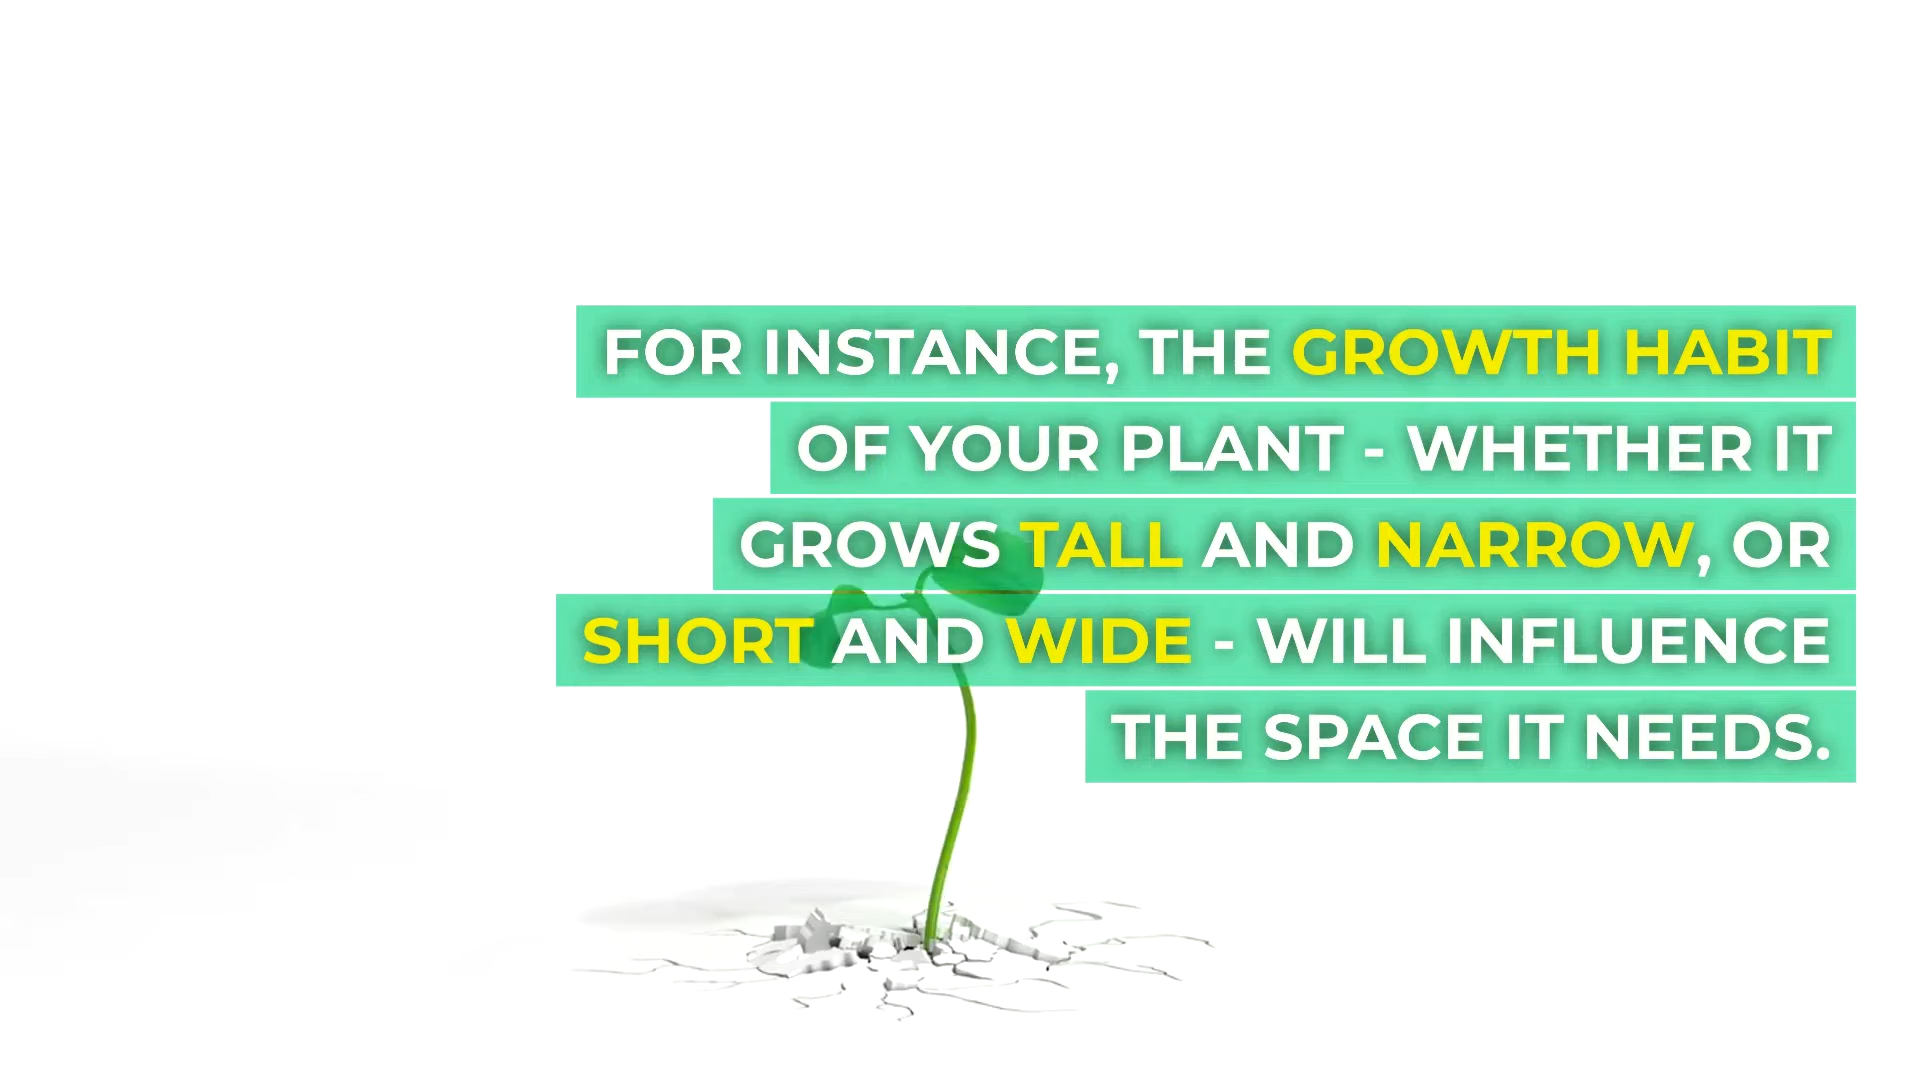 FOR INSTANCE, THE GROWTH HABIT
OF YOUR PLANT - WHETHER IT
GROWS TALL AND NARROW, OR
SHORT AND WIDE - WILL INFLUENCE
THE SPACE IT NEEDS.